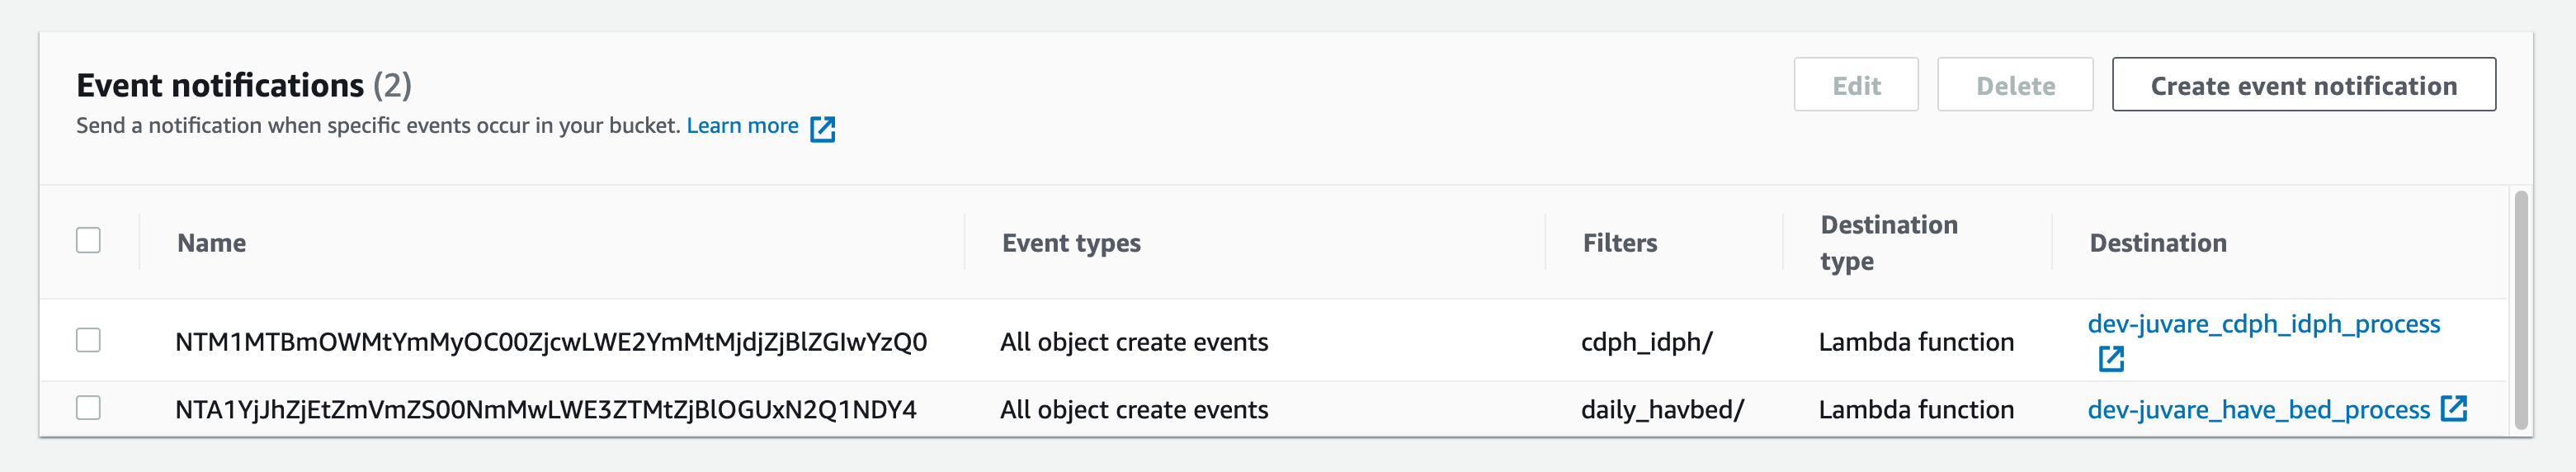 Event notifications (2)
Send a notification when specific events occur in your bucket. Learn more
Edit
Delete
Create event notification
Name
Event types
Filters
Destination
type
Destination
NTM1MTBmOWMtYmMyOC00ZjcwLWE2YmMtMjdjZjBlZGIwYzQ0
All object create events
cdph_idph/
Lambda function
dev-juvare_cdph_idph_process
NTA1YjJhZjEtZmVmZS00NmMwLWE3ZTMtZjBlOGUxN2Q1NDY4
All object create events
daily_havbed/
Lambda function
dev-juvare_have_bed_process